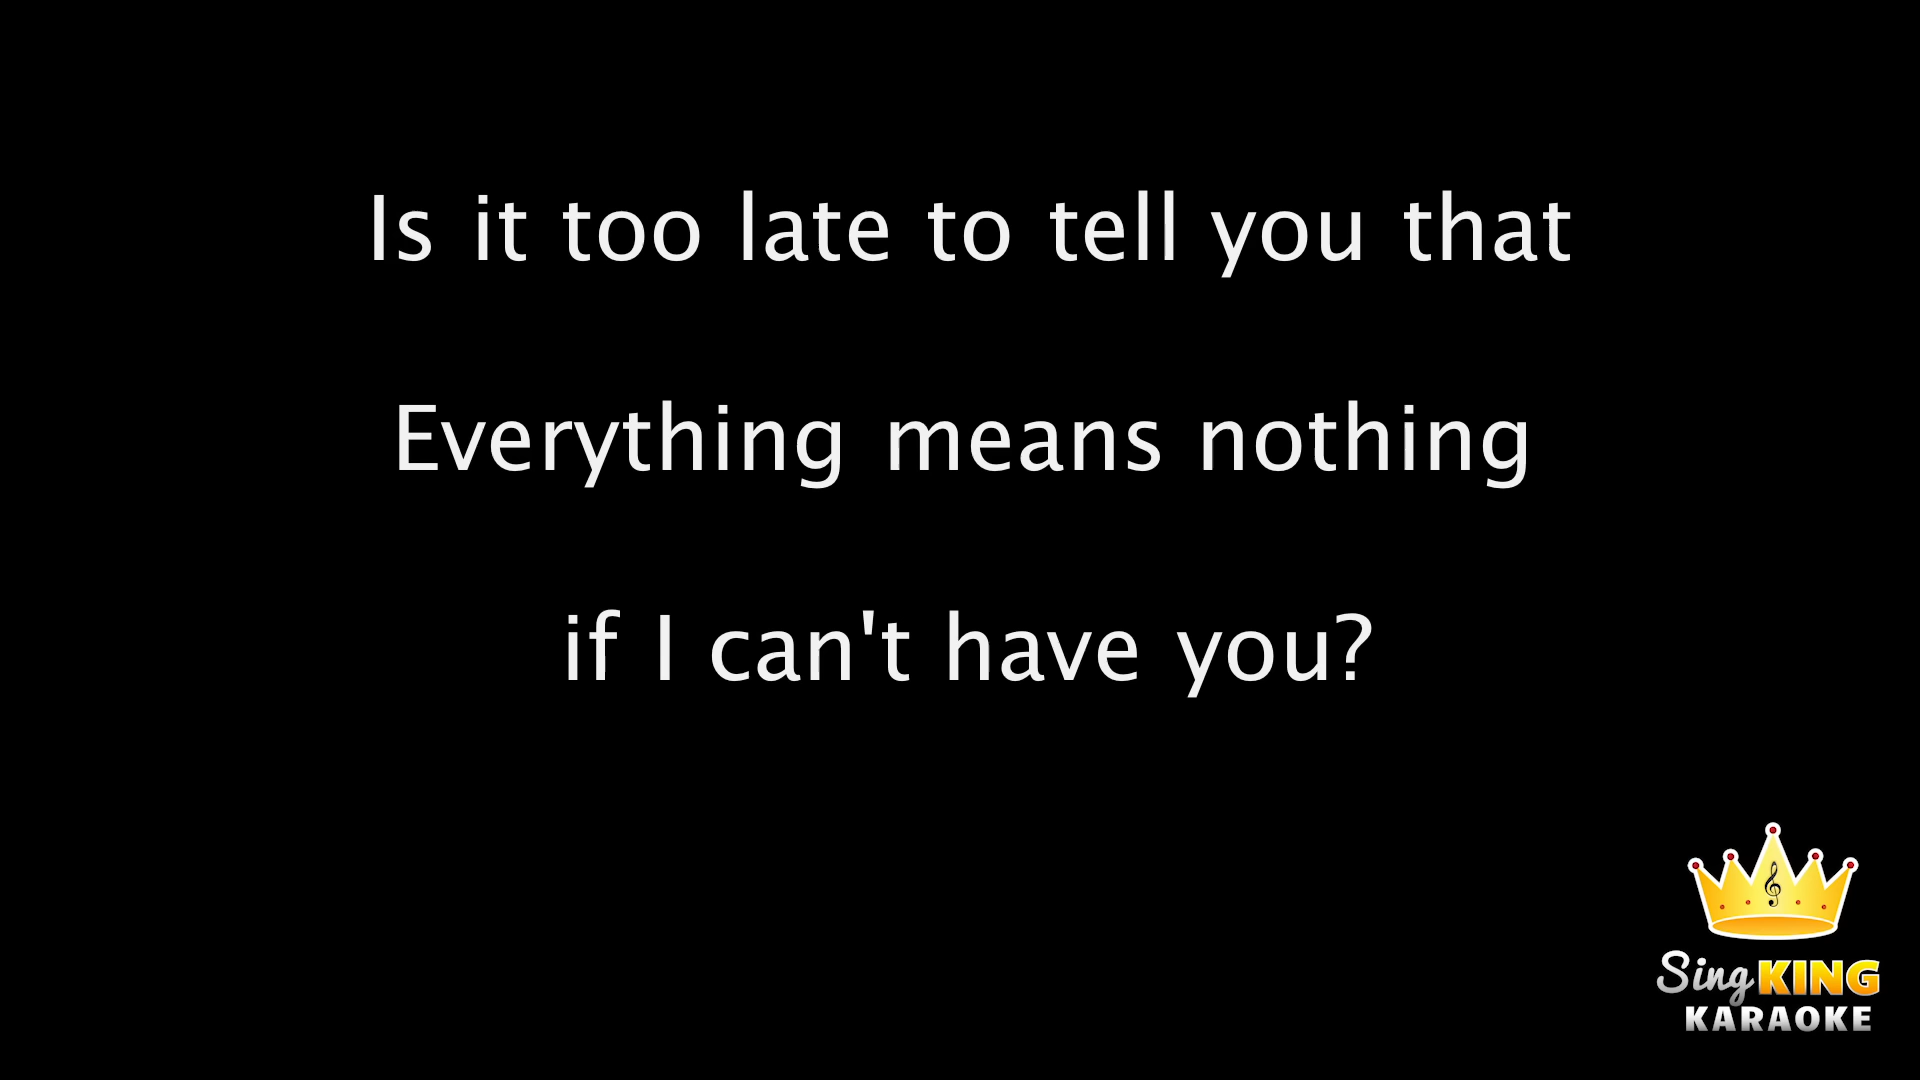 Is it too late to tell you that
Everything means nothing
if I can't have you?
Sing KING
KARAOKE